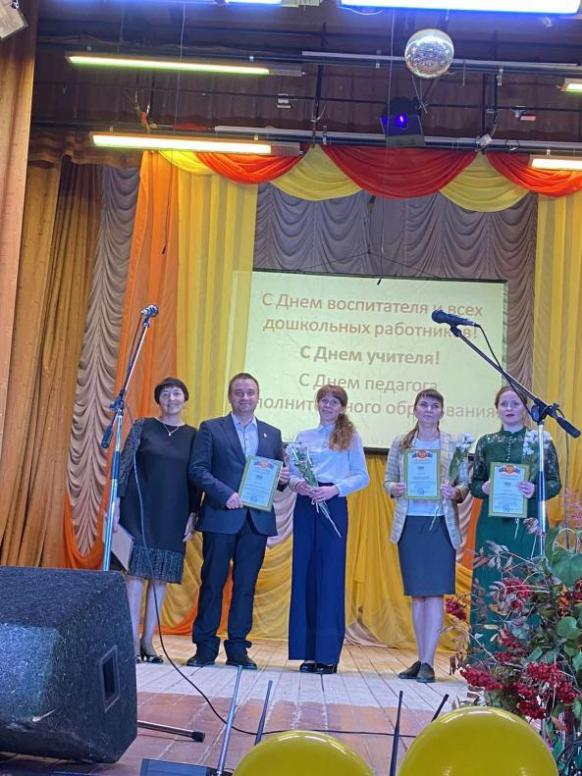 С Днем воспитателя и всех
дошкольных работников!
С Днем учителя!
С Днем педагога
образования